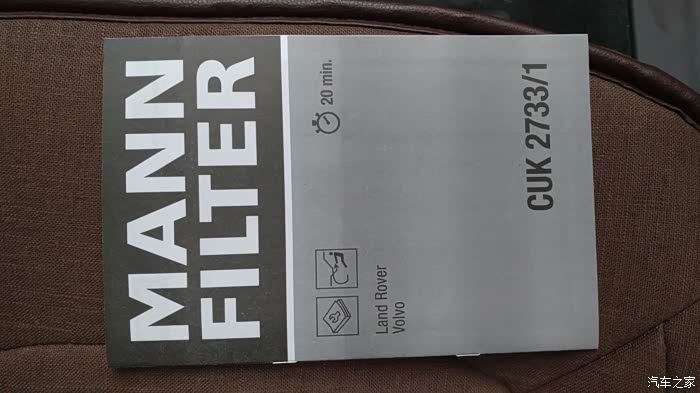 MANN
FILTER
20 min.
Land Rover
Volvo
CUK 2733/1
汽车之家